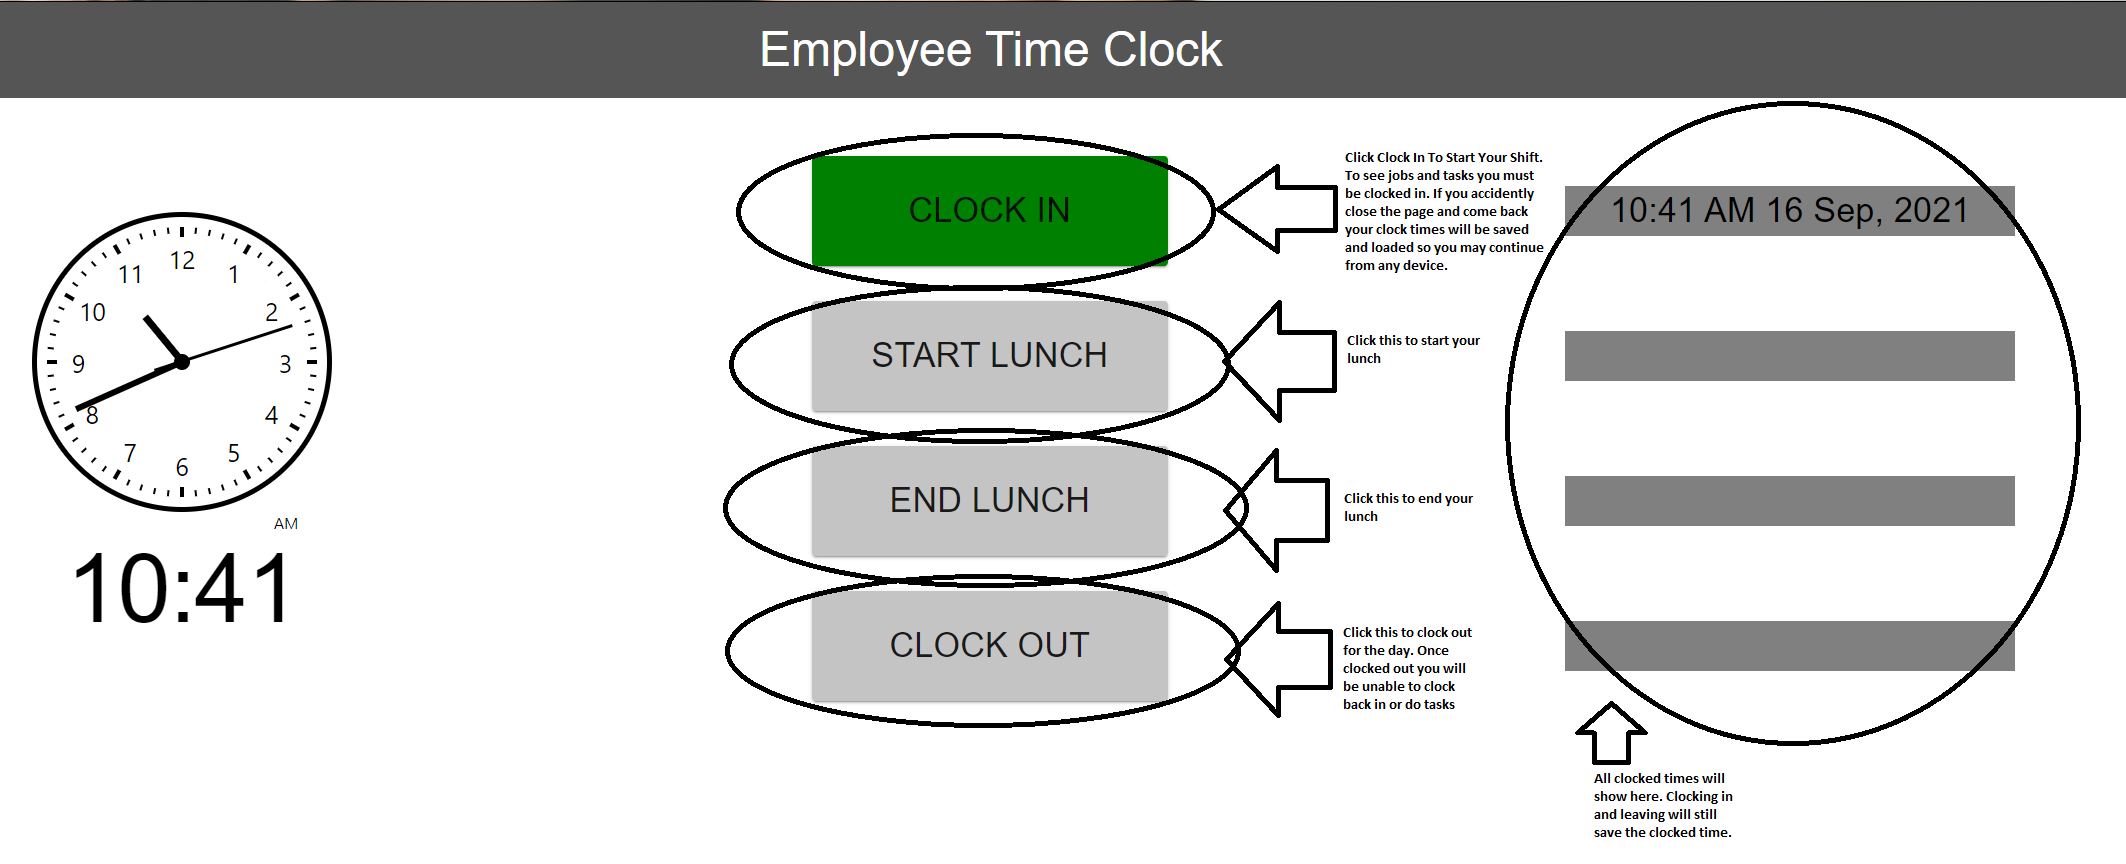 Employee Time Clock
12
11
1
10
2
9
3
8
4
7
5
6
AM
10:41
CLOCK IN
Click Clock In To Start Your Shift.
To see jobs and tasks you must
be clocked in. If you accidently
close the page and come back
your clock times will be saved
and loaded so you may continue
from any device.
10:41 AM 16 Sep, 2021
START LUNCH
Click this to start your
lunch
END LUNCH
Click this to end your
lunch
CLOCK OUT
Click this to clock out
for the day. Once
clocked out you will
be unable to clock
back in or do tasks
All clocked times will
show here. Clocking in
and leaving will still
save the clocked time.